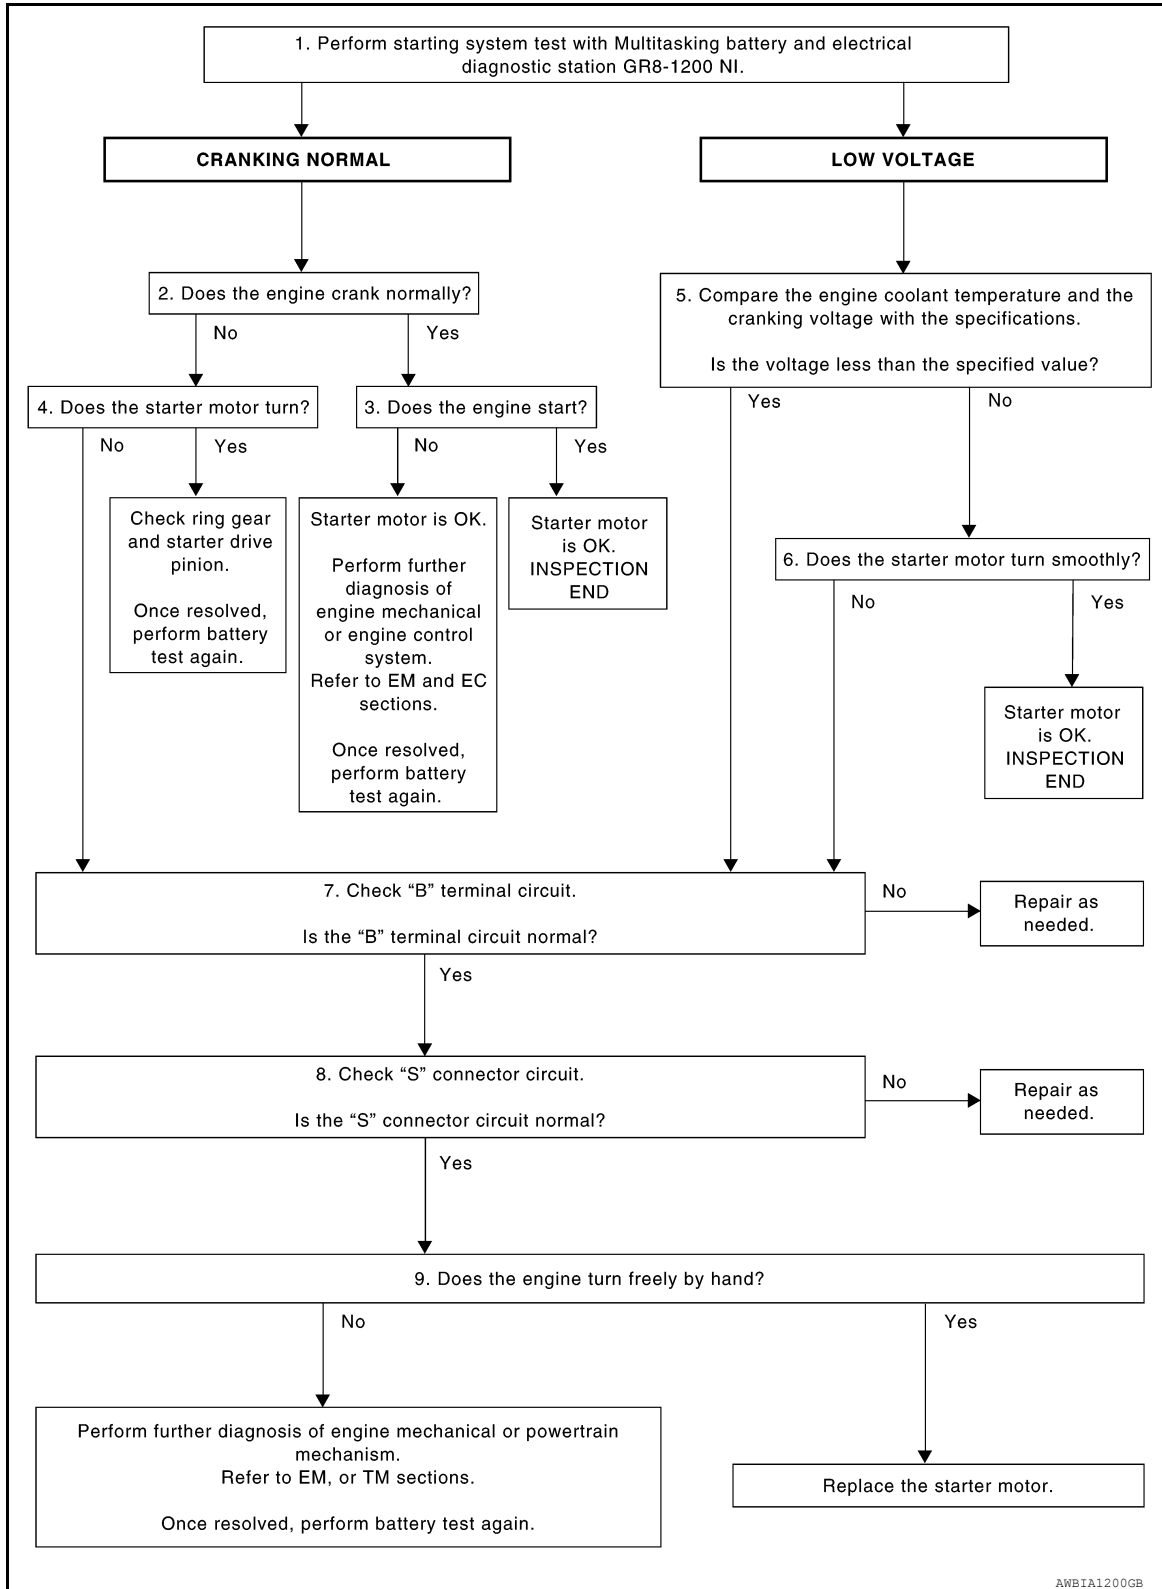 1. Perform starting system test with Multitasking battery and electrical
diagnostic station GR8-1200 NI.
CRANKING NORMAL
LOW VOLTAGE
2. Does the engine crank normally?
No
Yes
5. Compare the engine coolant temperature and the
cranking voltage with the specifications.
Is the voltage less than the specified value?
Yes
No
4. Does the starter motor turn?
No
Yes
3. Does the engine start?
No
Yes
Check ring gear
and starter drive
pinion.
Once resolved,
perform battery
test again.
Starter motor is OK.
Perform further
diagnosis of
engine mechanical
or engine control
system.
Refer to EM and EC
sections.
Once resolved,
perform battery
test again.
Starter motor
is OK.
INSPECTION
END
6. Does the starter motor turn smoothly?
No
Yes
Starter motor
is OK.
INSPECTION
END
7. Check “B” terminal circuit.
Is the “B” terminal circuit normal?
No
Repair as
needed.
Yes
8. Check “S” connector circuit.
Is the “S” connector circuit normal?
No
Repair as
needed.
Yes
9. Does the engine turn freely by hand?
No
Yes
Perform further diagnosis of engine mechanical or powertrain
mechanism.
Refer to EM, or TM sections.
Once resolved, perform battery test again.
Replace the starter motor.
AWBIA1200GB